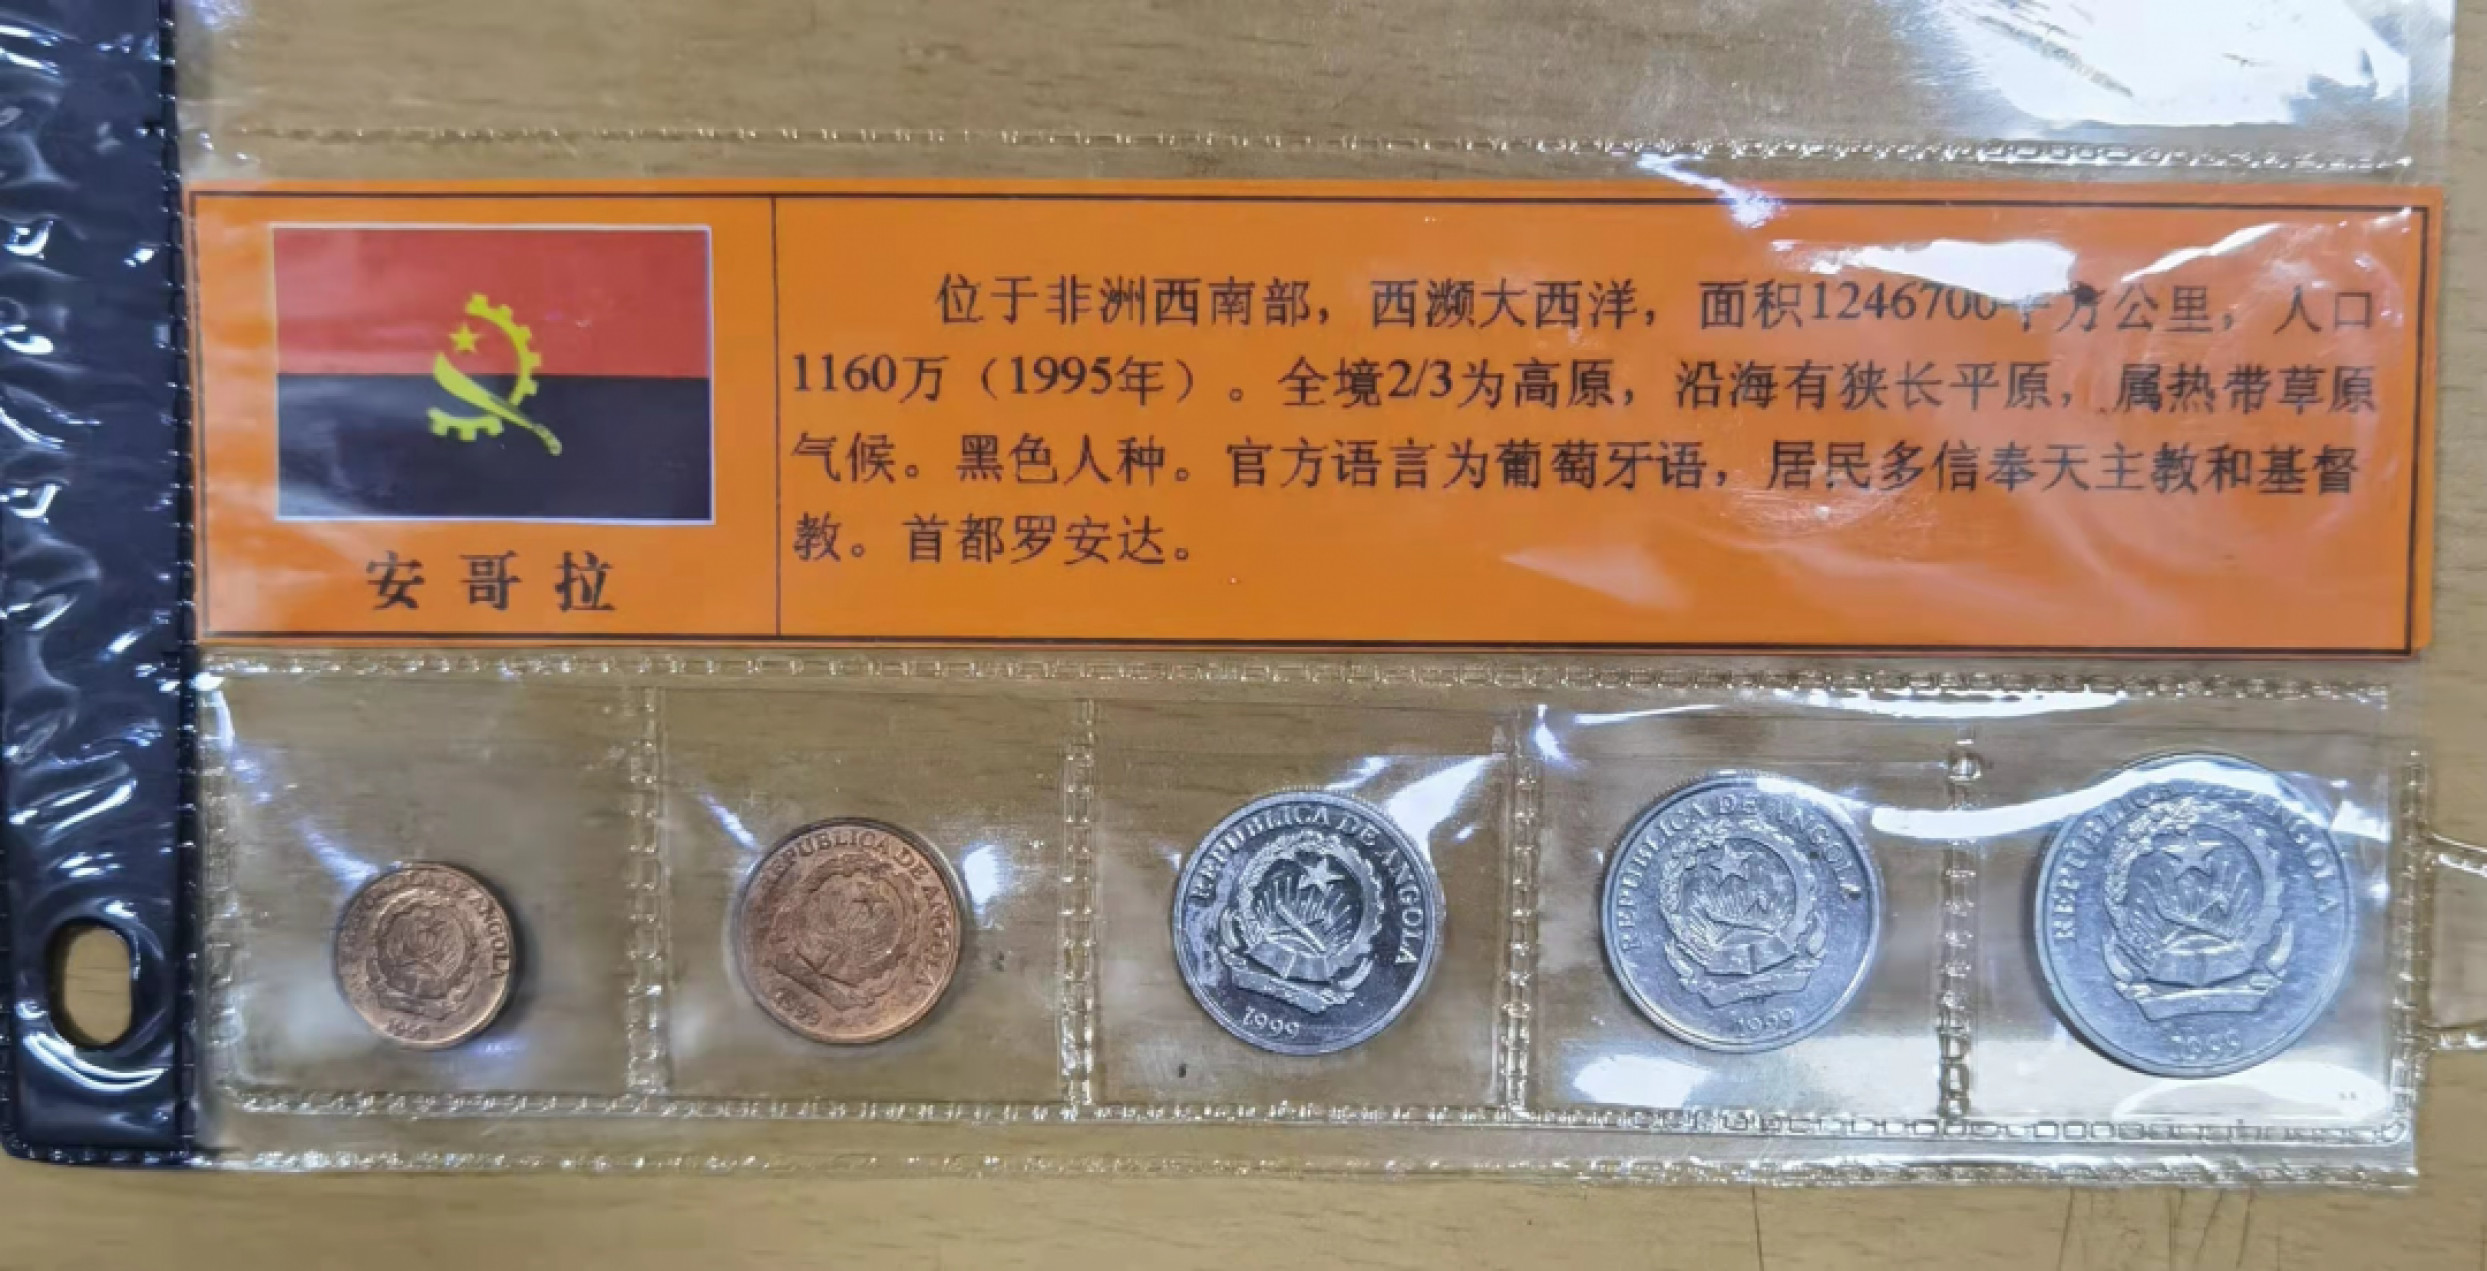 位于非洲西南部，西濒大西洋，面积1246700平方公里，人口
1160万（1995年）。全境2/3为高原，沿海有狭长平原，属热带草原
气候。黑色人种。官方语言为葡萄牙语，居民多信奉天主教和基督
教。首都罗安达。
安哥拉
ANGOLA
REPUBLICA DE ANGOLA
1999
REPUBLICA DE ANGOLA
1999
REPUBLICA DE ANGOLA
1999
REPUBLICA ANGOLA
1999